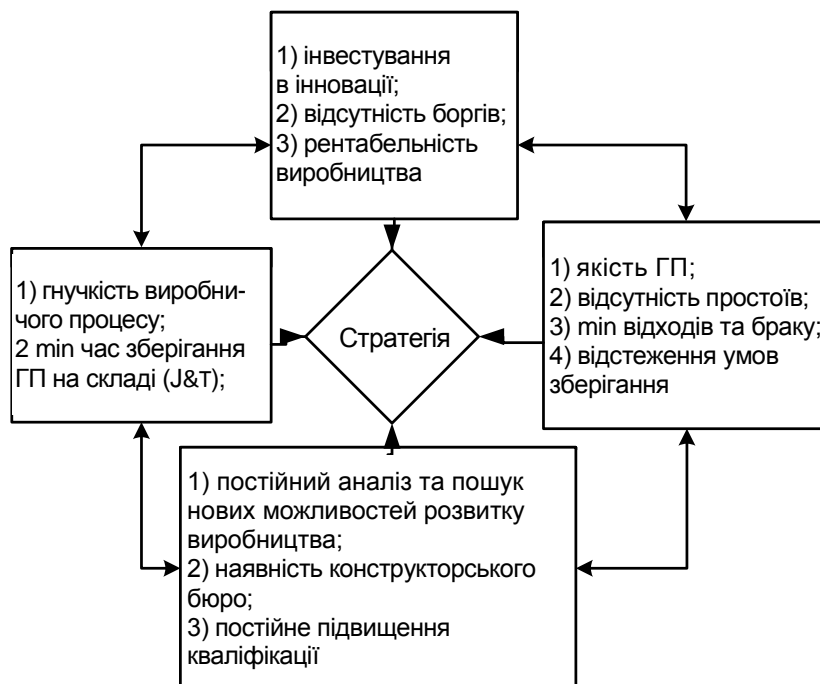 1) інвестування
в інновації;
2) відсутність боргів;
3) рентабельність
виробництва
1) гнучкість виробни-
чого процесу;
2 min час зберігання
ГП на складі (J&T);
Стратегія
1) якість ГП;
2) відсутність простоїв;
3) min відходів та браку;
4) відстеження умов
зберігання
1) постійний аналіз та пошук
нових можливостей розвитку
виробництва;
2) наявність конструкторського
бюро;
3) постійне підвищення
кваліфікації